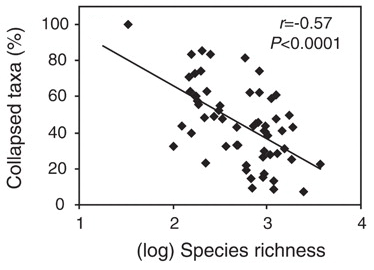 r=-0.57
P<0.0001
Collapsed taxa (%)
100
80
60
40
20
0
1
2
3
4
(log) Species richness